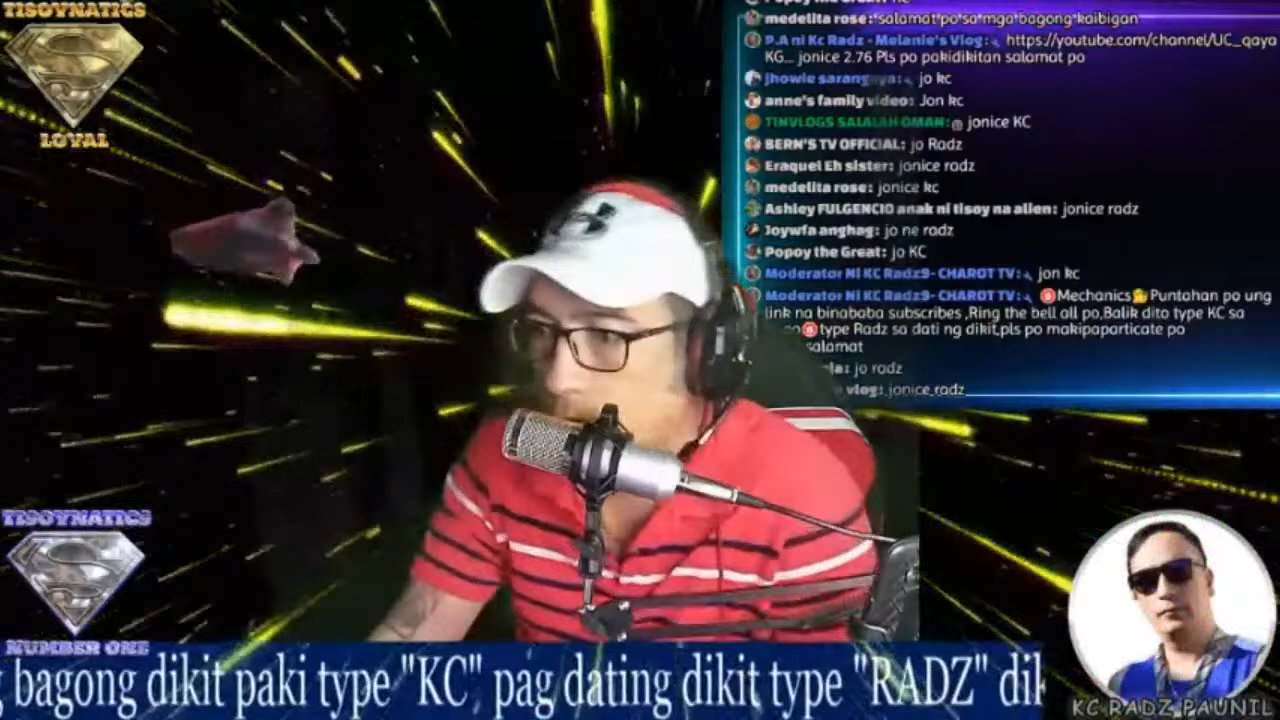 TISOYNATICS
LOYAL
medelita rose: salamat po sa mga bagong kaibigan
P.A ni Kc Radz - Melanie's Vlog: https://youtube.com/channel/UC_qaya
KG... jonice 2.76 Pls po pakidikitan salamat po
jo kc
anne's family video: Jon kc
TINVLOGS SALALAH OMAN: jonice KC
BERN'S TV OFFICIAL: jo Radz
Eraquel Eh sister: jonice radz
medelita rose: jonice kc
Ashley FULGENCIO anak ni tisoy na alien: jonice radz
Joywfa anghag: jo ne radz
Popoy the Great: jo KC
Moderator Ni KC Radz9- CHAROT TV: jon kc
Moderator Ni KC Radz9- CHAROT TV: Mechanics Puntahan po ung
link na binababa subscribes ,Ring the bell all po,Balik dito type KC sa
type Radz sa dati ng dikit,pls po makipaparticate po
salamat
jo radz
vlog: jonice radz
TISOYNATICS
NUMBER ONE
bagong dikit paki type "KC" pag dating dikit type "RADZ" dik
KC RADZ PAUNIL